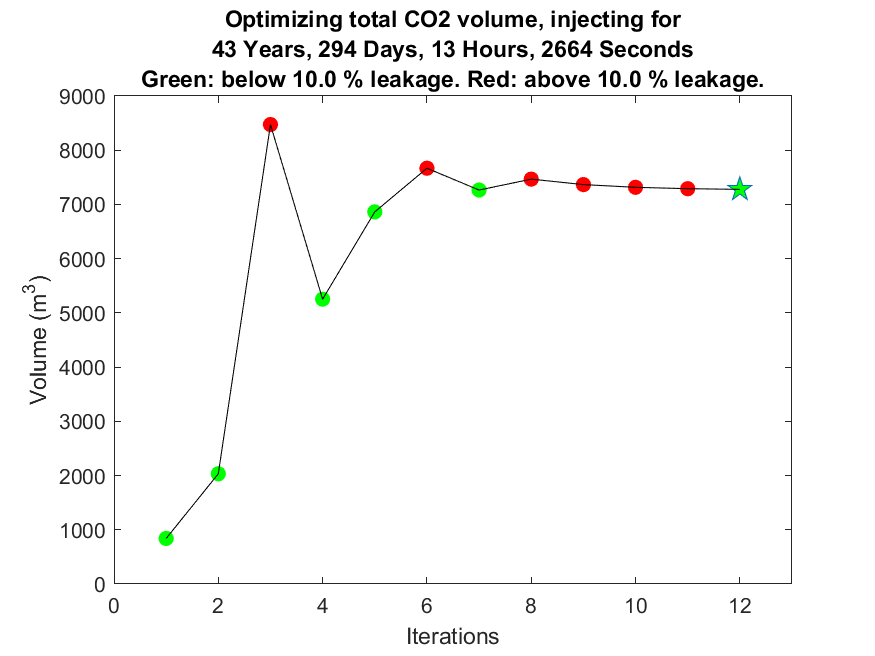 Optimizing total CO2 volume, injecting for
43 Years, 294 Days, 13 Hours, 2664 Seconds
Green: below 10.0 % leakage. Red: above 10.0 % leakage.
9000
8000
7000
6000
5000
4000
3000
2000
1000
0
Volume (m³)
0 2 4 6 8 10 12
Iterations